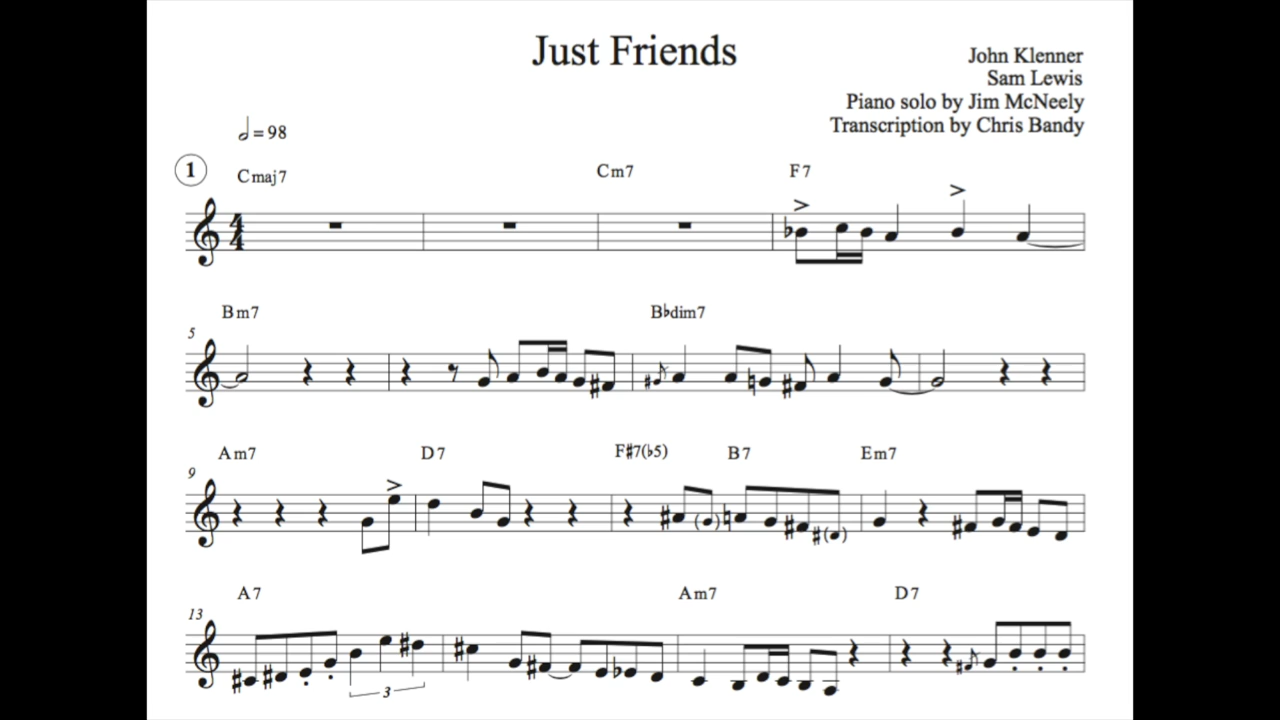 Just Friends
John Klenner
Sam Lewis
Piano solo by Jim McNeely
Transcription by Chris Bandy
= 98
1
Cmaj7 Cm7 F7
4
4
Bm7 B♭dim7
5
Am7 D7 F♯7(♭5) B7 Em7
9
A7 Am7 D7
13
3